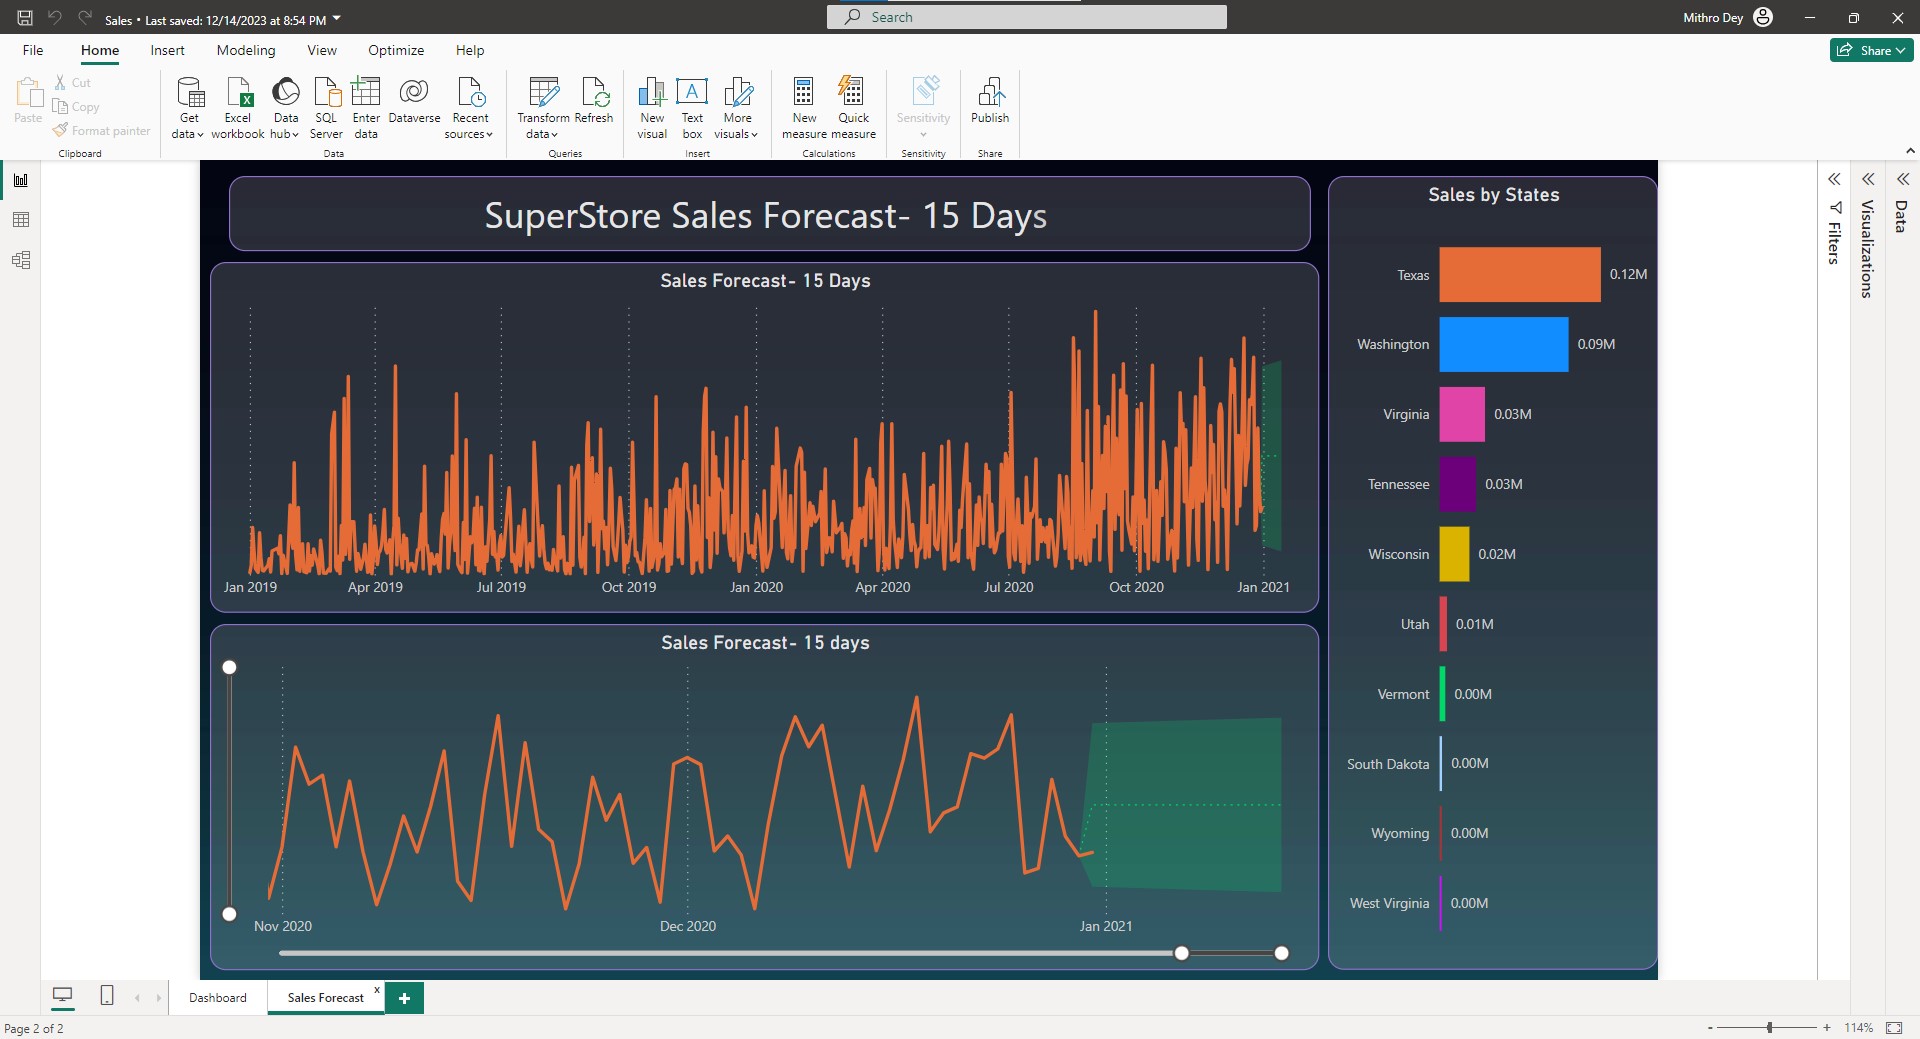 Sales • Last saved: 12/14/2023 at 8:54 PM
Search
Mithro Dey
File Home Insert Modeling View Optimize Help
Share
Paste
Cut
Copy
Format painter
Clipboard
Get data
Excel workbook
Data hub
SQL Server
Enter data
Dataverse
Recent sources
Data
Transform data
Refresh
Queries
New visual
Text box
More visuals
Insert
New measure
Quick measure
Calculations
Sensitivity
Sensitivity
Publish
Share
SuperStore Sales Forecast- 15 Days
Sales Forecast- 15 Days
Jan 2019 Apr 2019 Jul 2019 Oct 2019 Jan 2020 Apr 2020 Jul 2020 Oct 2020 Jan 2021
Sales Forecast- 15 days
Nov 2020 Dec 2020 Jan 2021
Sales by States
Texas 0.12M
Washington 0.09M
Virginia 0.03M
Tennessee 0.03M
Wisconsin 0.02M
Utah 0.01M
Vermont 0.00M
South Dakota 0.00M
Wyoming 0.00M
West Virginia 0.00M
Filters
Visualizations
Data
Dashboard
Sales Forecast x
+
Page 2 of 2
- + 114%